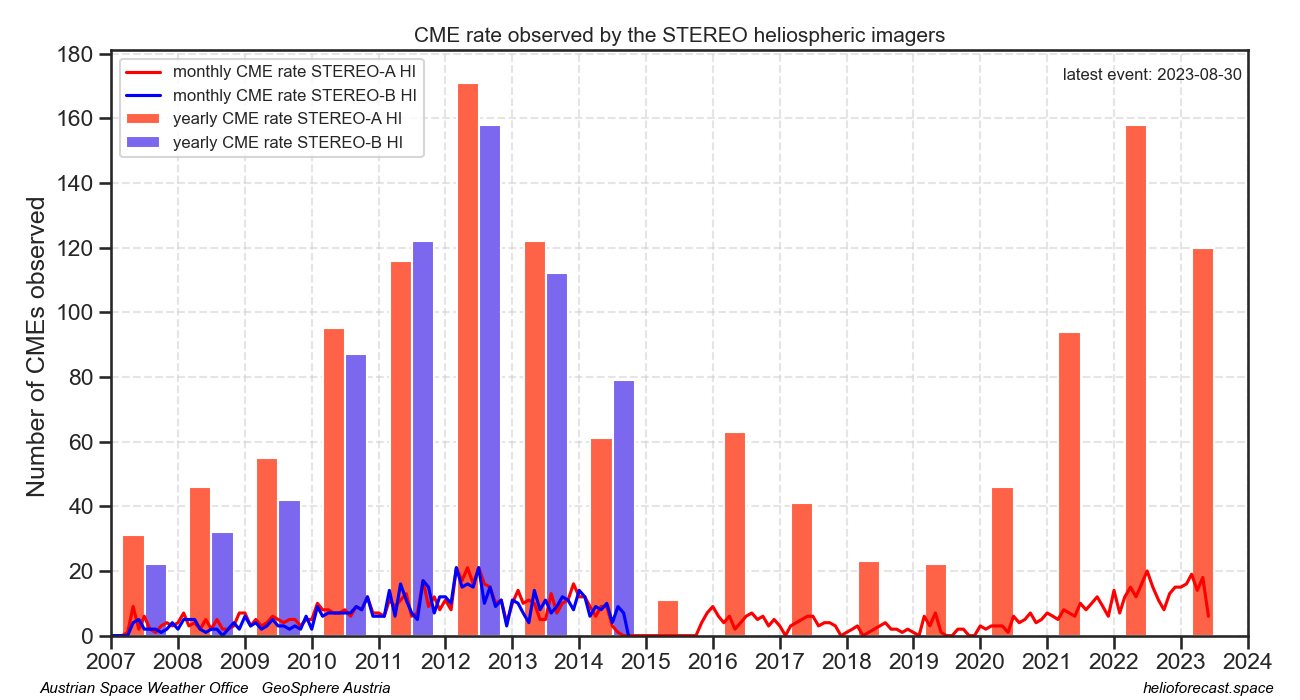 CME rate observed by the STEREO heliospheric imagers
180
160
140
120
100
80
60
40
20
0
Number of CMEs observed
monthly CME rate STEREO-A HI
monthly CME rate STEREO-B HI
yearly CME rate STEREO-A HI
yearly CME rate STEREO-B HI
latest event: 2023-08-30
2007 2008 2009 2010 2011 2012 2013 2014 2015 2016 2017 2018 2019 2020 2021 2022 2023 2024
Austrian Space Weather Office GeoSphere Austria
helioforecast.space